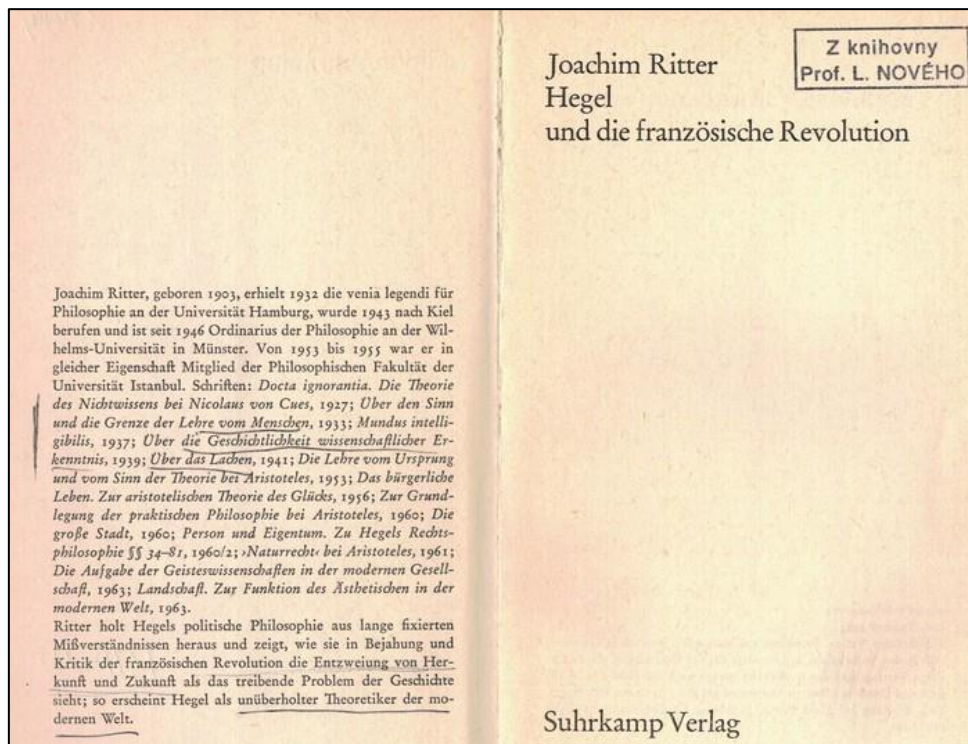 Joachim Ritter, geboren 1903, erhielt 1932 die venia legendi für
Philosophie an der Universität Hamburg, wurde 1943 nach Kiel
berufen und ist seit 1946 Ordinarius der Philosophie an der Wil-
helms-Universität in Münster. Von 1953 bis 1955 war er in
gleicher Eigenschaft Mitglied der Philosophischen Fakultät der
Universität Istanbul. Schriften: Docta ignorantia. Die Theorie
des Nichtwissens bei Nicolaus von Cues, 1927; Über den Sinn
und die Grenze der Lehre vom Menschen, 1933; Mundus intelli-
gibilis, 1937; Über die Geschichtlichkeit wissenschaftlicher Er-
kenntnis, 1939; Über das Lachen, 1941; Die Lehre vom Ursprung
und vom Sinn der Theorie bei Aristoteles, 1953; Das bürgerliche
Leben. Zur aristotelischen Theorie des Glücks, 1956; Zur Grund-
legung der praktischen Philosophie bei Aristoteles, 1960; Die
große Stadt, 1960; Person und Eigentum. Zu Hegels Rechts-
philosophie §§ 34–81, 1960/2; ›Naturrecht‹ bei Aristoteles, 1961;
Die Aufgabe der Geisteswissenschaften in der modernen Gesell-
schaft, 1963; Landschaft. Zur Funktion des Ästhetischen in der
modernen Welt, 1963.
Ritter holt Hegels politische Philosophie aus lange fixierten
Mißverständnissen heraus und zeigt, wie sie in Bejahung und
Kritik der französischen Revolution die Entzweiung von Her-
kunft und Zukunft als das treibende Problem der Geschichte
sieht; so erscheint Hegel als unüberholter Theoretiker der mo-
dernen Welt.
Joachim Ritter
Hegel
und die französische Revolution
Z knihovny
Prof. L. NOVÉHO
Suhrkamp Verlag